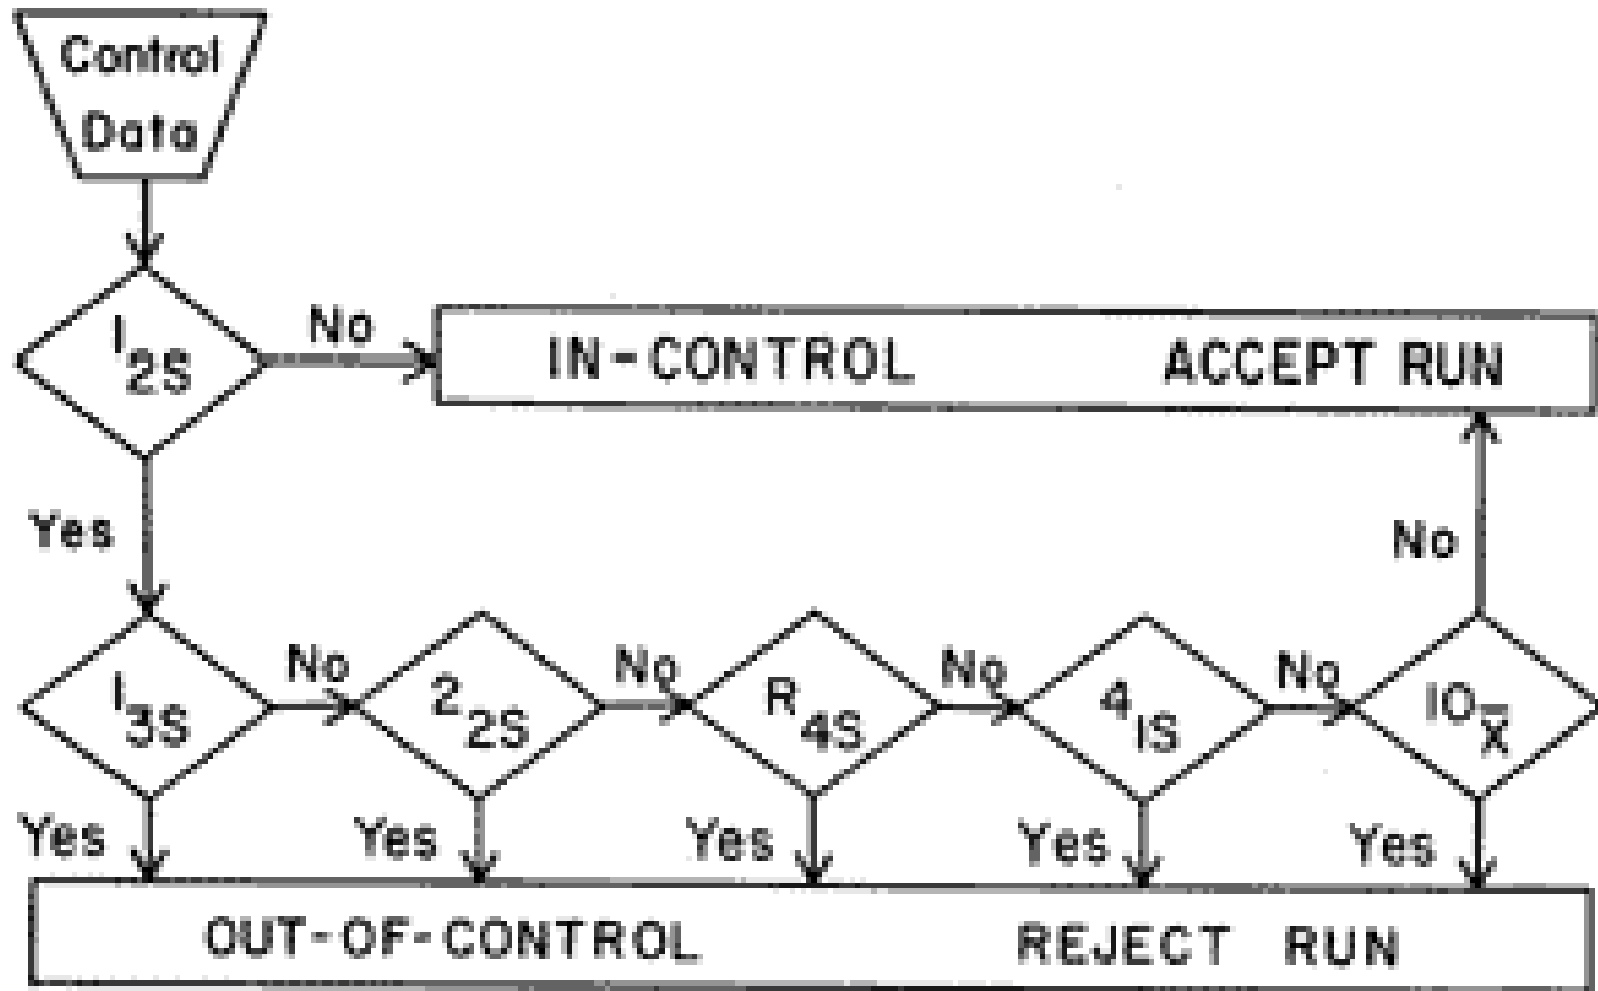 Control
Data
1
2S
No
IN-CONTROL ACCEPT RUN
Yes
No
1
3S
No
2
2S
No
R
4S
No
4
1S
No
10
X̅
Yes
Yes
Yes
Yes
Yes
OUT-OF-CONTROL REJECT RUN